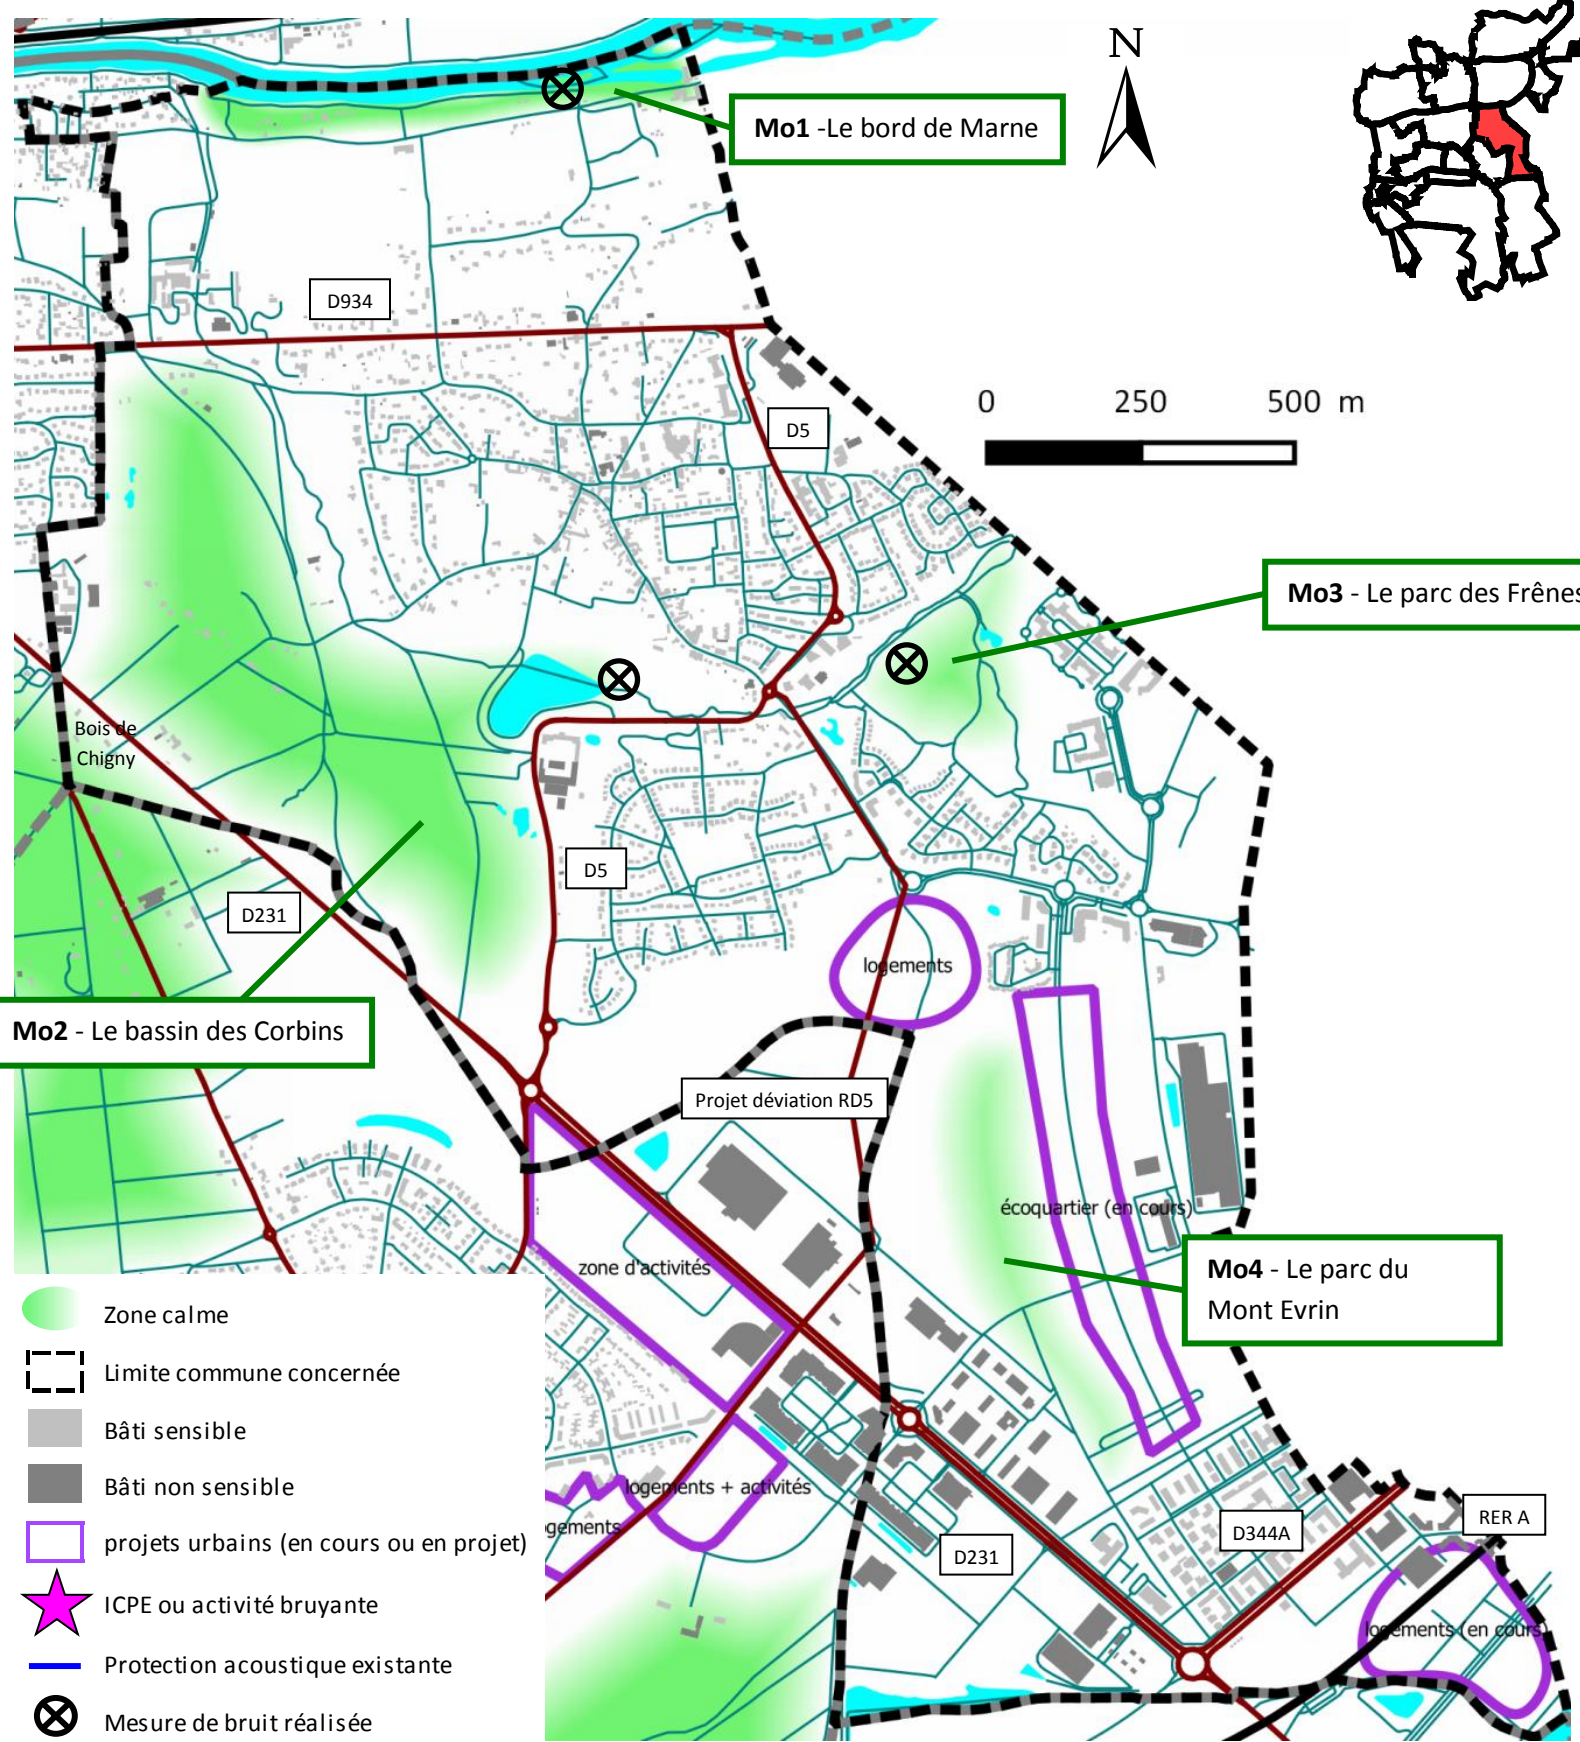 N
Mo1 -Le bord de Marne
D934
0 250 500 m
D5
Mo3 - Le parc des Frênes
Bois de
Chigny
D5
D231
logements
Mo2 - Le bassin des Corbins
Projet déviation RD5
écoquartier (en cours)
zone d'activités
Mo4 - Le parc du
Mont Evrin
Zone calme
Limite commune concernée
Bâti sensible
Bâti non sensible
projets urbains (en cours ou en projet)
ICPE ou activité bruyante
Protection acoustique existante
Mesure de bruit réalisée
logements + activités
gements
D231
D344A
RER A
logements (en cours)